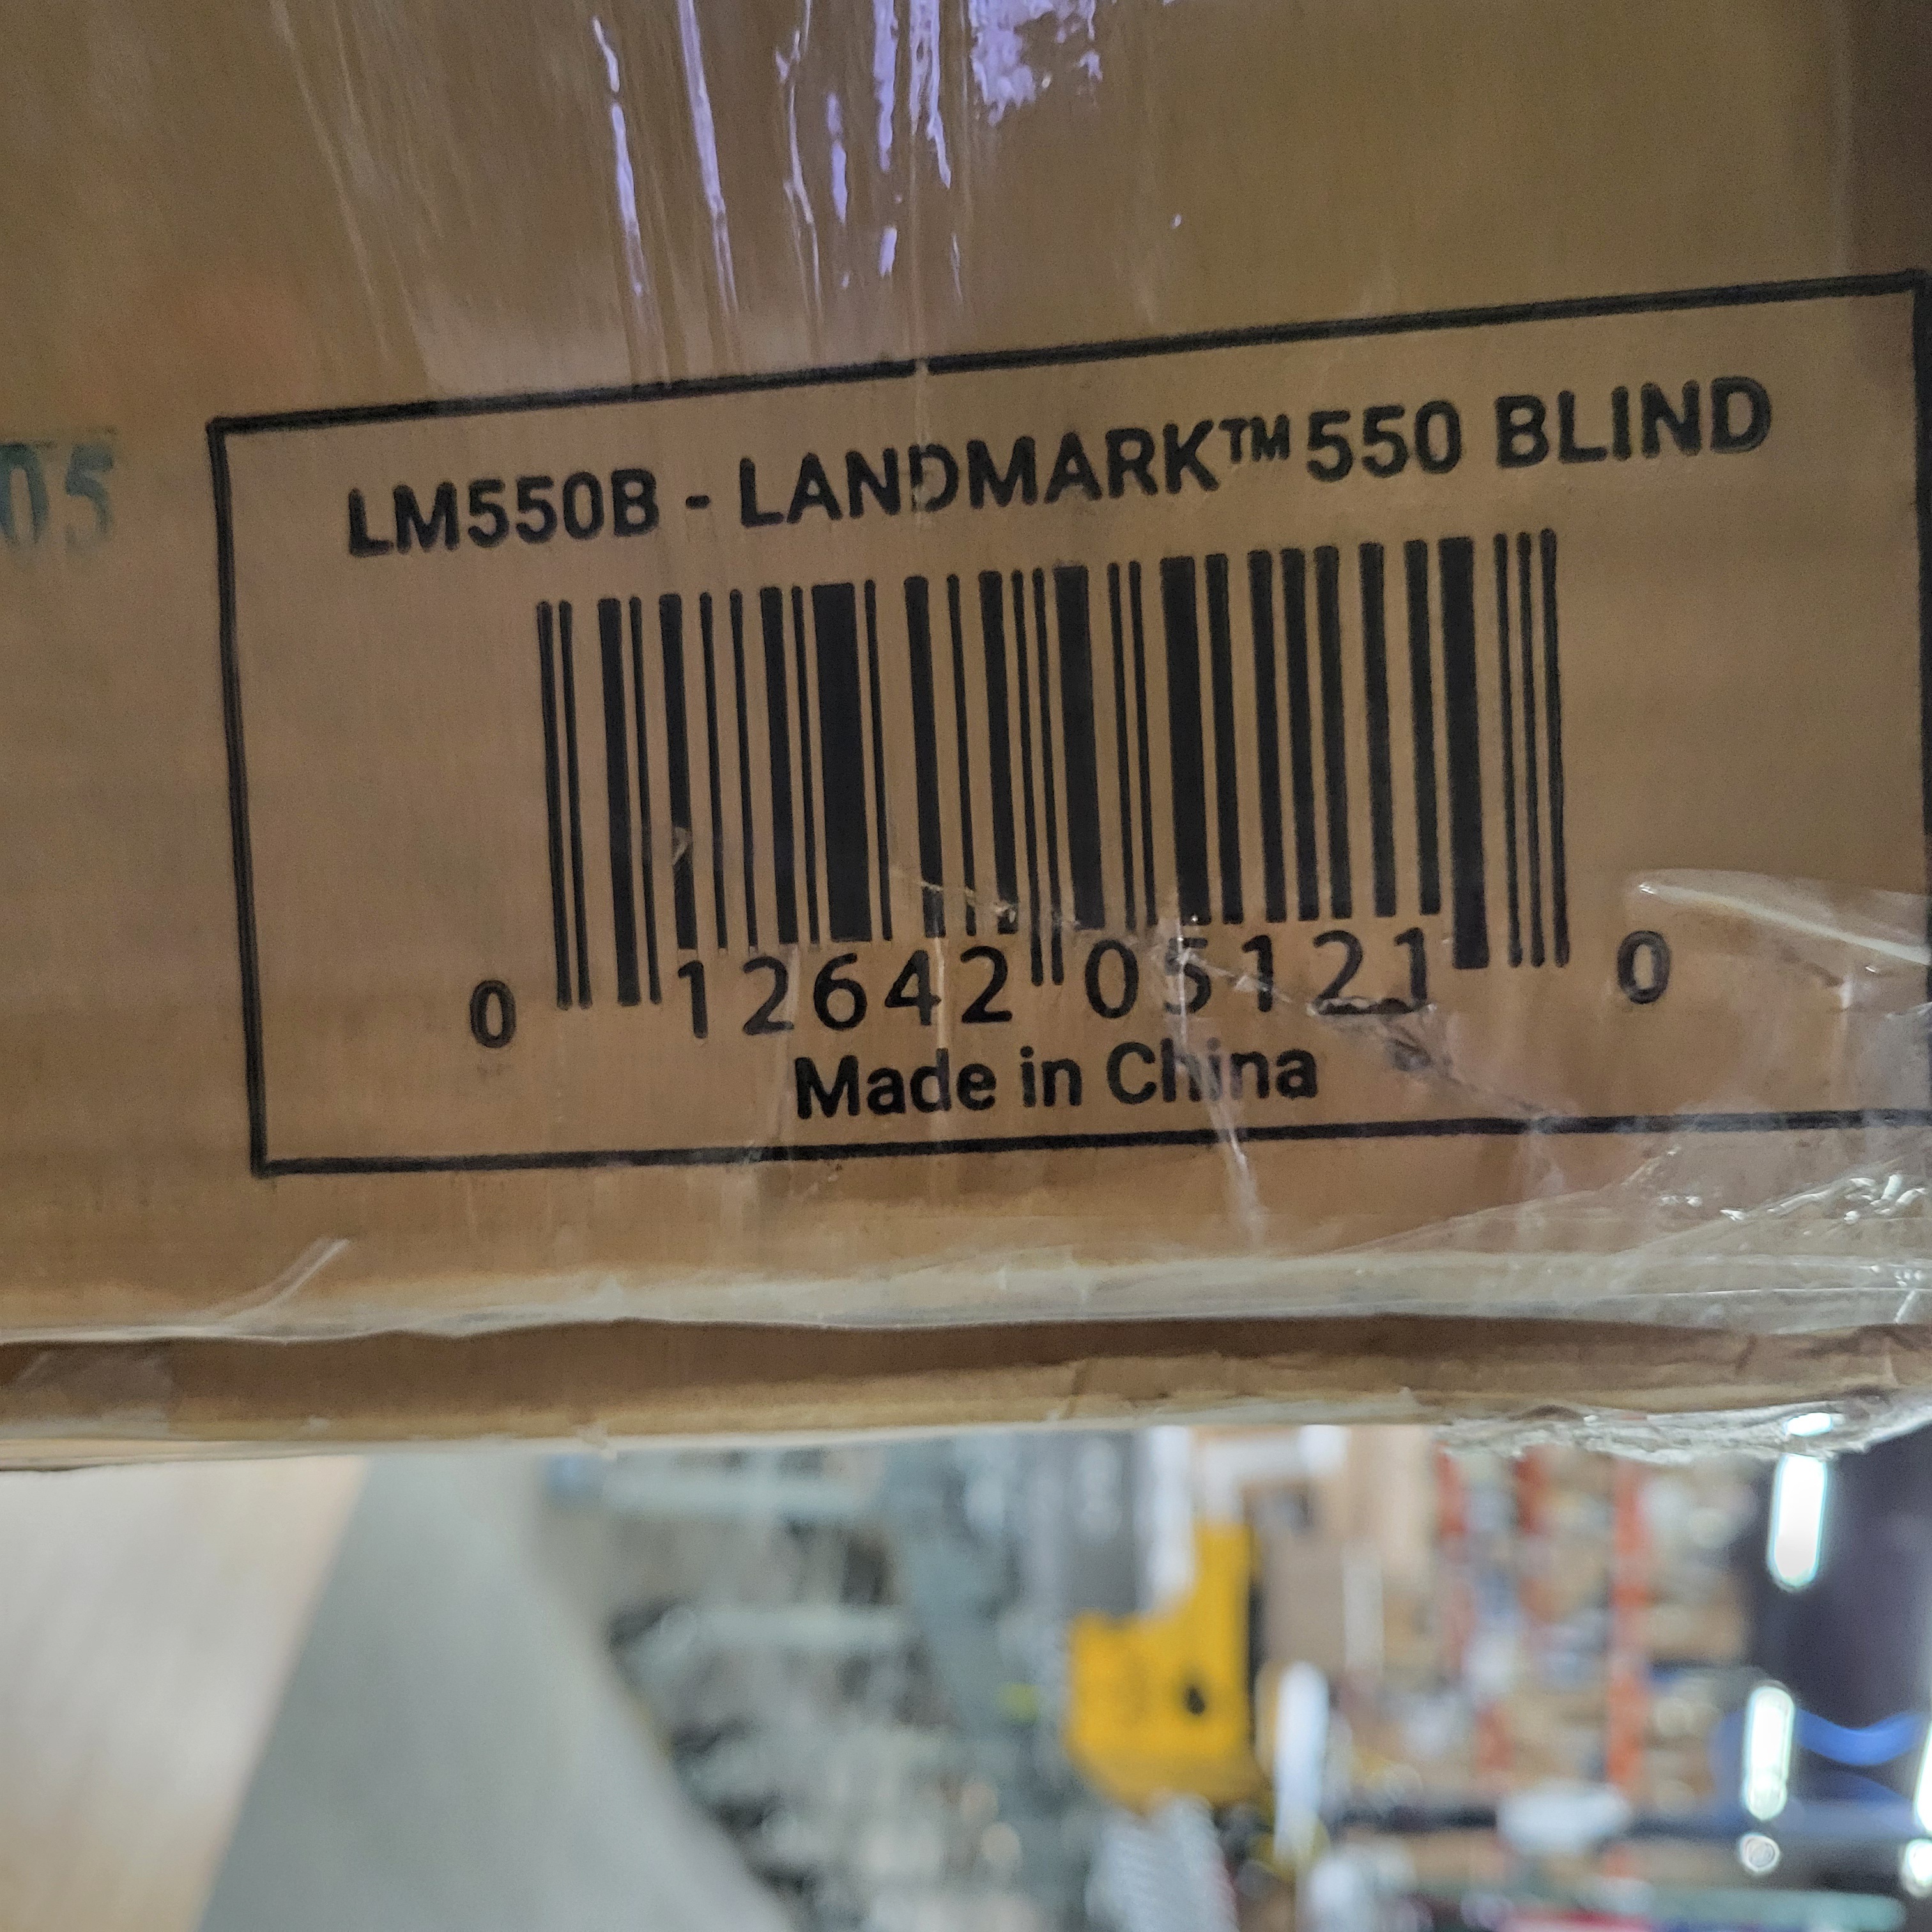 05
LM550B - LANDMARK™ 550 BLIND
0 12642 05121 0
Made in China